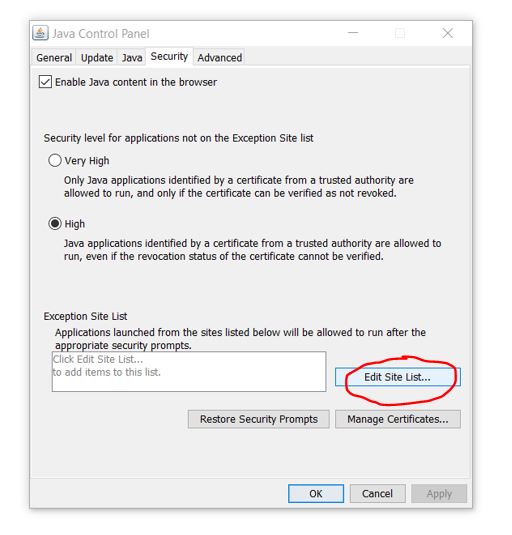 Java Control Panel
General Update Java Security Advanced
Enable Java content in the browser
Security level for applications not on the Exception Site list
Very High
Only Java applications identified by a certificate from a trusted authority are
allowed to run, and only if the certificate can be verified as not revoked.
High
Java applications identified by a certificate from a trusted authority are allowed to
run, even if the revocation status of the certificate cannot be verified.
Exception Site List
Applications launched from the sites listed below will be allowed to run after the
appropriate security prompts.
Click Edit Site List...
to add items to this list.
Edit Site List...
Restore Security Prompts Manage Certificates...
OK Cancel Apply